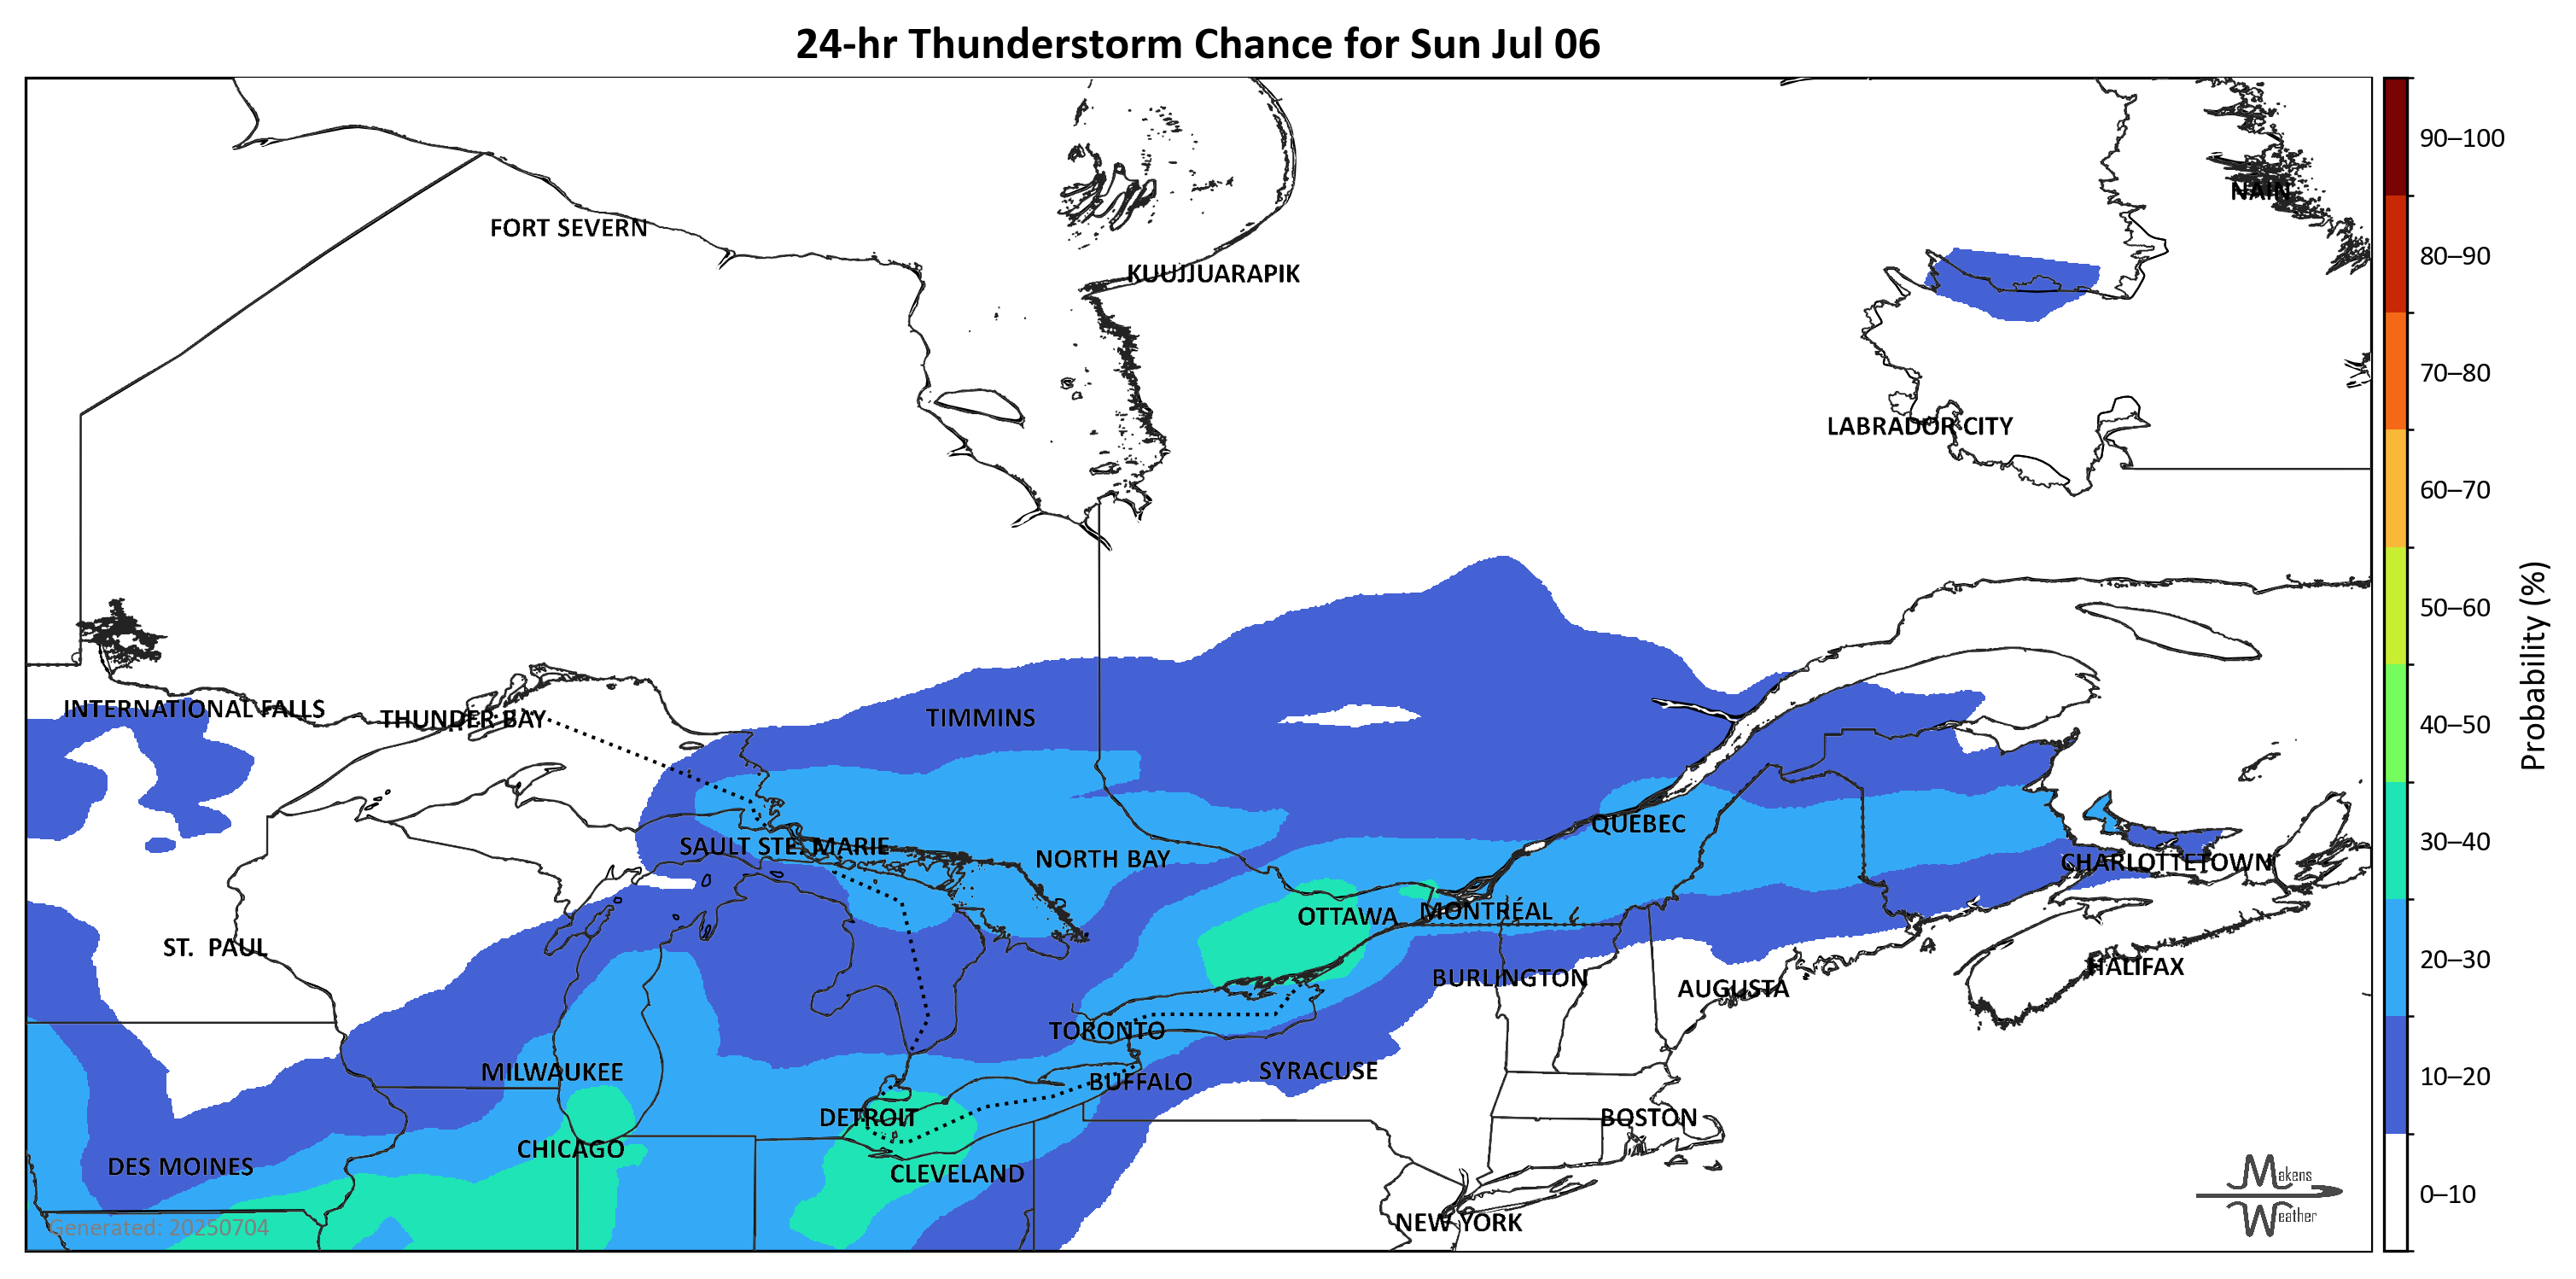 24-hr Thunderstorm Chance for Sun Jul 06
90–100
NAIN
FORT SEVERN
80–90
KUUJJUARAPIK
70–80
LABRADOR CITY
60–70
50–60
Probability (%)
INTERNATIONAL FALLS
THUNDER BAY
TIMMINS
40–50
QUEBEC
SAULT STE. MARIE
NORTH BAY
30–40
CHARLOTTETOWN
OTTAWA
MONTRÉAL
ST. PAUL
20–30
HALIFAX
BURLINGTON
AUGUSTA
TORONTO
MILWAUKEE
SYRACUSE
BUFFALO
10–20
DETROIT
BOSTON
CHICAGO
DES MOINES
CLEVELAND
Makens
Weather
0–10
NEW YORK
Generated: 20250704